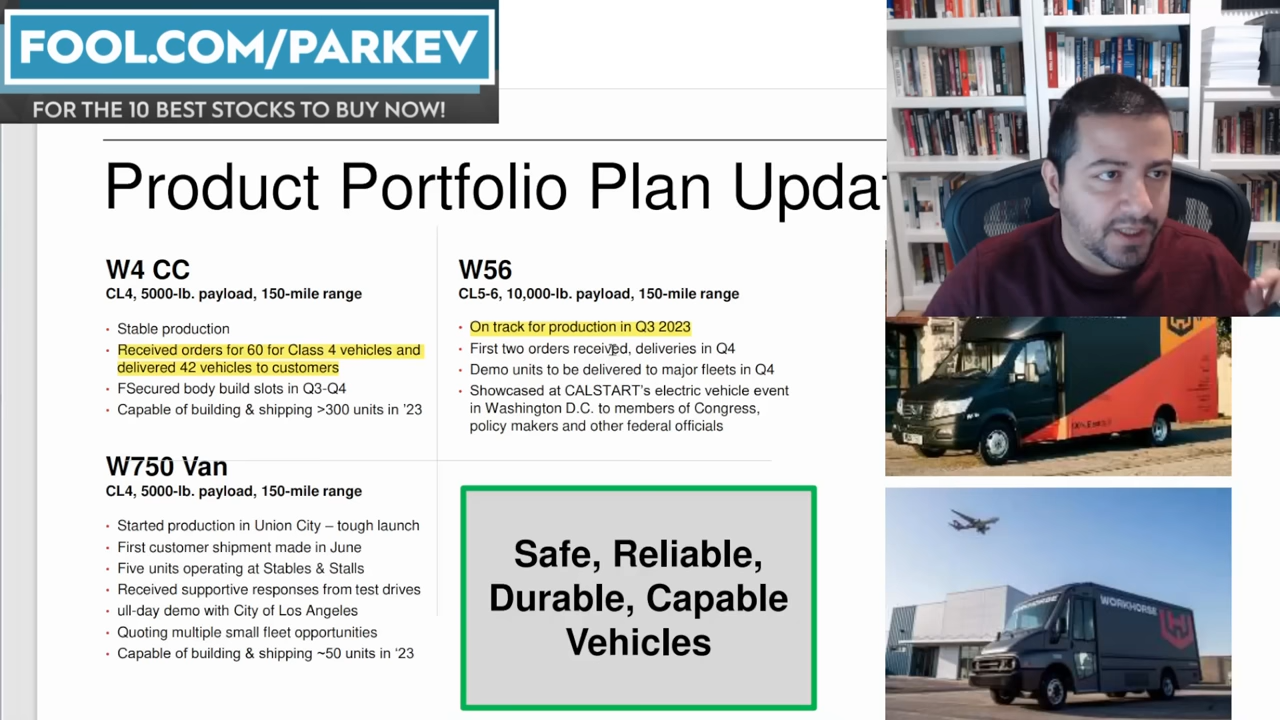 FOOL.COM/PARKEV
FOR THE 10 BEST STOCKS TO BUY NOW!
Product Portfolio Plan Updat
W4 CC
CL4, 5000-lb. payload, 150-mile range
• Stable production
• Received orders for 60 for Class 4 vehicles and
delivered 42 vehicles to customers
• FSecured body build slots in Q3-Q4
• Capable of building & shipping >300 units in '23
W56
CL5-6, 10,000-lb. payload, 150-mile range
• On track for production in Q3 2023
• First two orders received, deliveries in Q4
• Demo units to be delivered to major fleets in Q4
• Showcased at CALSTART's electric vehicle event
in Washington D.C. to members of Congress,
policy makers and other federal officials
W750 Van
CL4, 5000-lb. payload, 150-mile range
• Started production in Union City – tough launch
• First customer shipment made in June
• Five units operating at Stables & Stalls
• Received supportive responses from test drives
• ull-day demo with City of Los Angeles
• Quoting multiple small fleet opportunities
• Capable of building & shipping ~50 units in '23
Safe, Reliable,
Durable, Capable
Vehicles
WORKHORSE